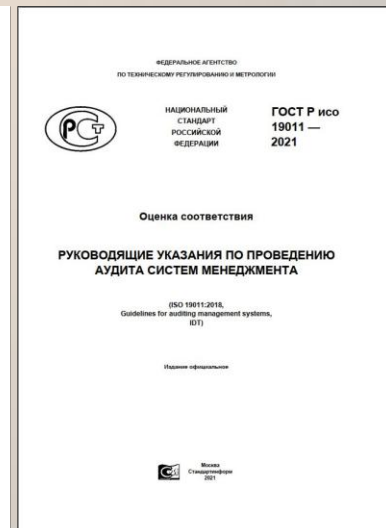 ФЕДЕРАЛЬНОЕ АГЕНТСТВО
ПО ТЕХНИЧЕСКОМУ РЕГУЛИРОВАНИЮ И МЕТРОЛОГИИ
РСТ
НАЦИОНАЛЬНЫЙ
СТАНДАРТ
РОССИЙСКОЙ
ФЕДЕРАЦИИ
ГОСТ Р исо
19011 —
2021
Оценка соответствия
РУКОВОДЯЩИЕ УКАЗАНИЯ ПО ПРОВЕДЕНИЮ
АУДИТА СИСТЕМ МЕНЕДЖМЕНТА
(ISO 19011:2018,
Guidelines for auditing management systems,
IDT)
Издание официальное
Москва
Стандартинформ
2021